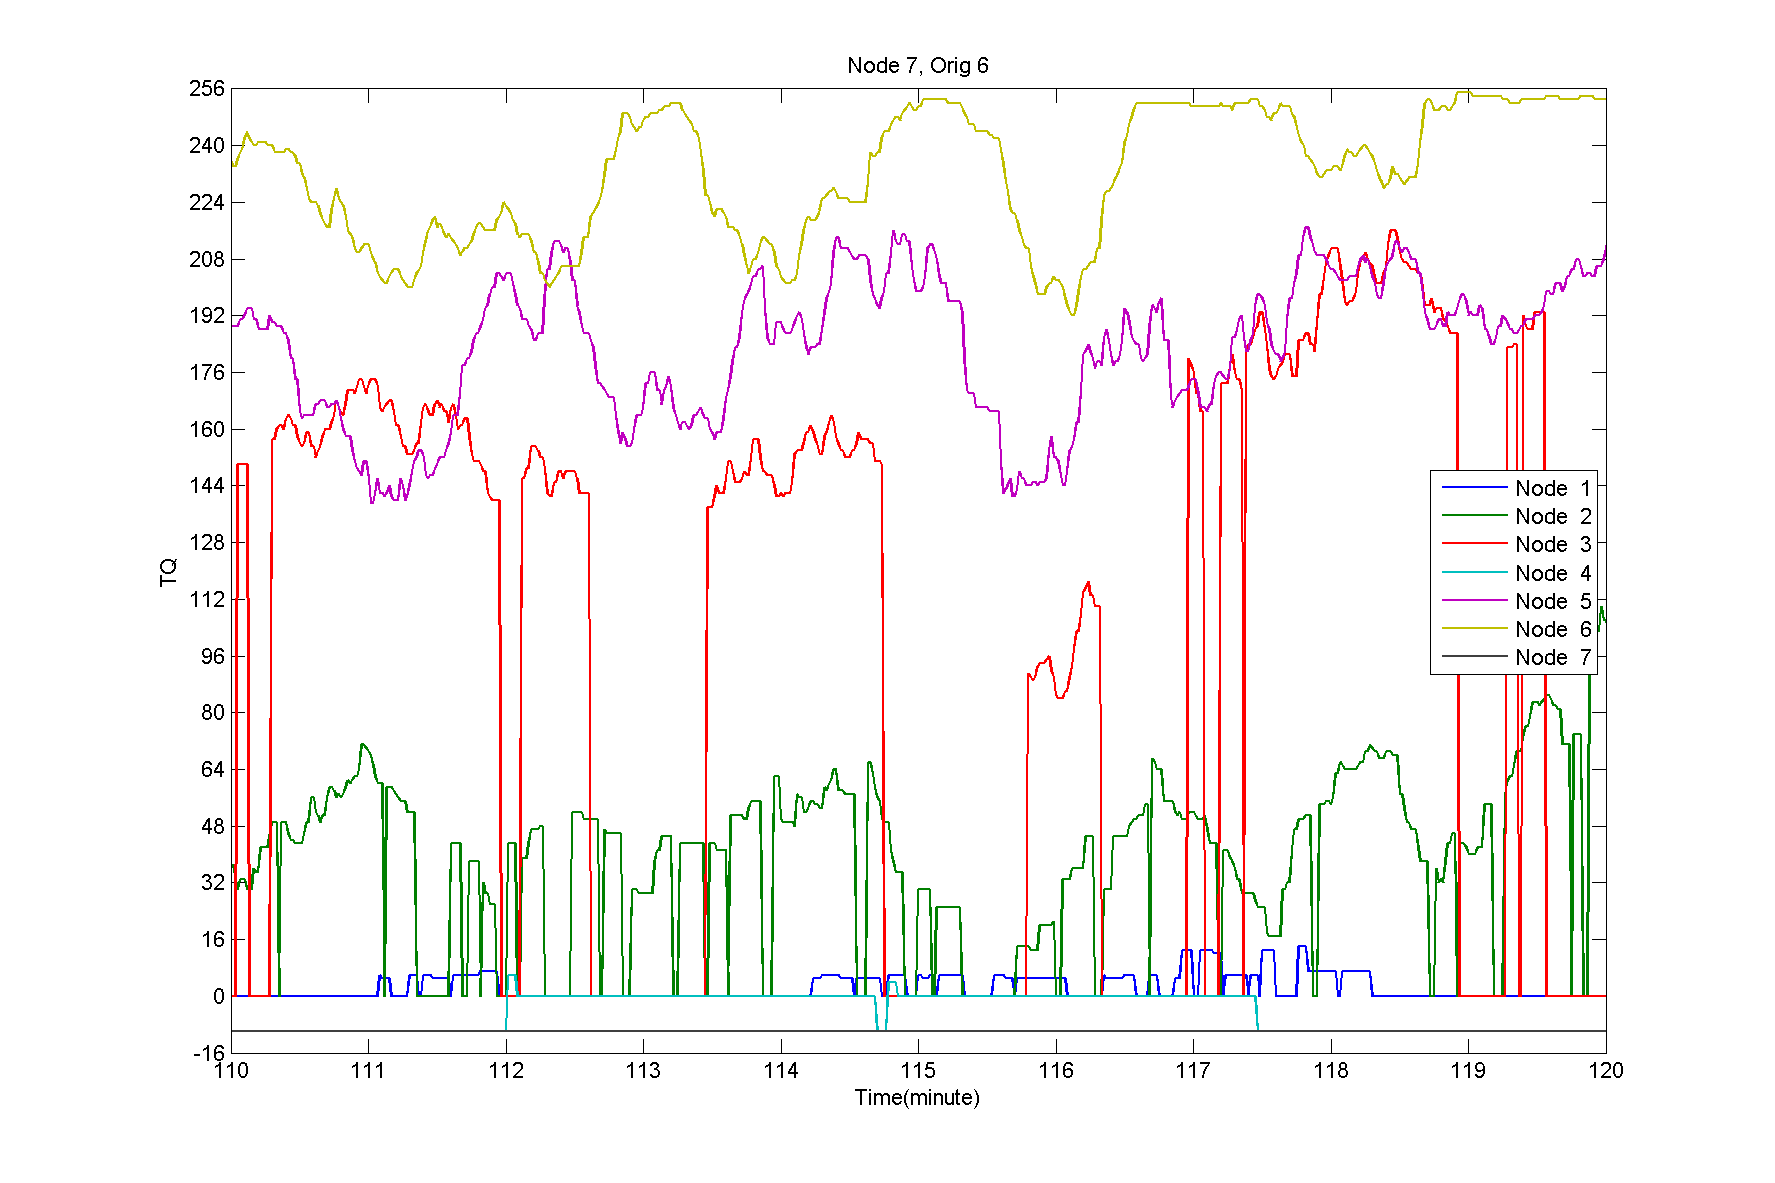 Node 7, Orig 6
256
240
224
208
192
176
160
144
128
112
96
80
64
48
32
16
0
-16
TQ
Node 1
Node 2
Node 3
Node 4
Node 5
Node 6
Node 7
110 111 112 113 114 115 116 117 118 119 120
Time(minute)